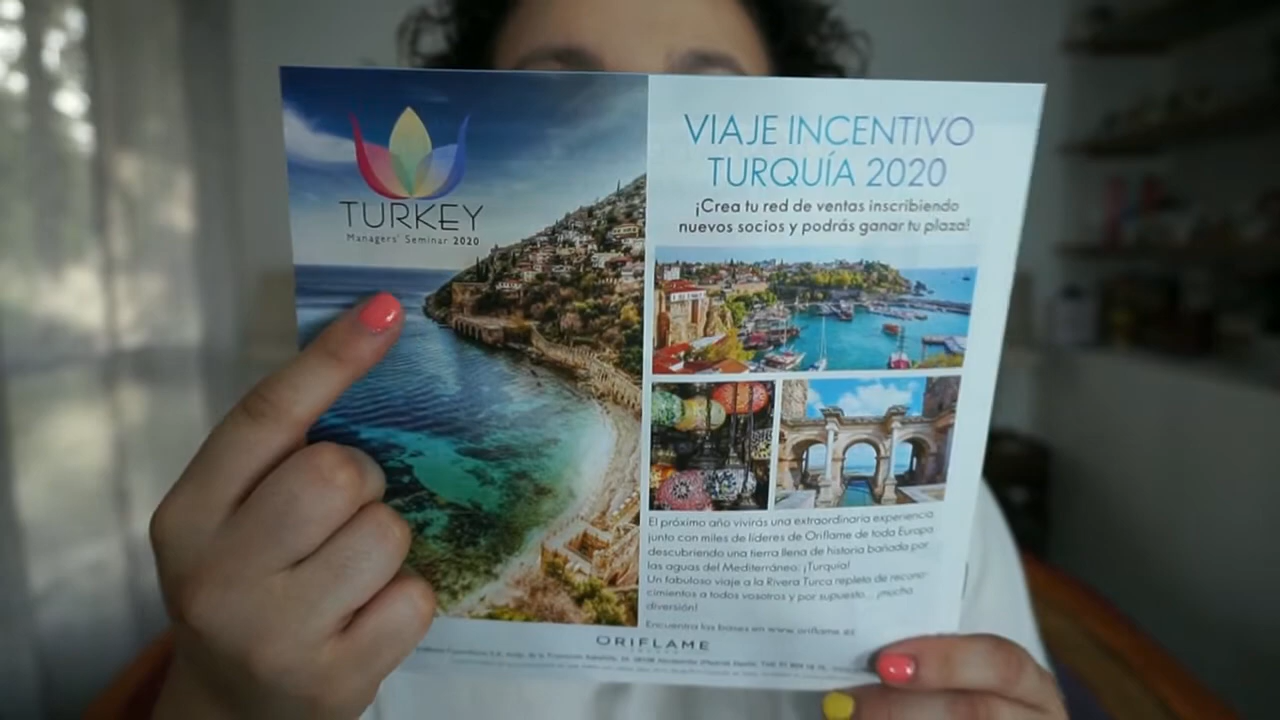 TURKEY
Managers' Seminar 2020
VIAJE INCENTIVO
TURQUÍA 2020
¡Crea tu red de ventas inscribiendo
nuevos socios y podrás ganar tu plaza!
El próximo año vivirás una extraordinaria experiencia
junto con miles de líderes de Oriflame de toda Europa
descubriendo una tierra llena de historia bañada por
las aguas del Mediterráneo: ¡Turquía!
Un fabuloso viaje a la Rivera Turca repleto de recono-
cimientos a todos vosotros y por supuesto... ¡mucha
diversión!
Encuentra las bases en www.oriflame.es
ORIFLAME